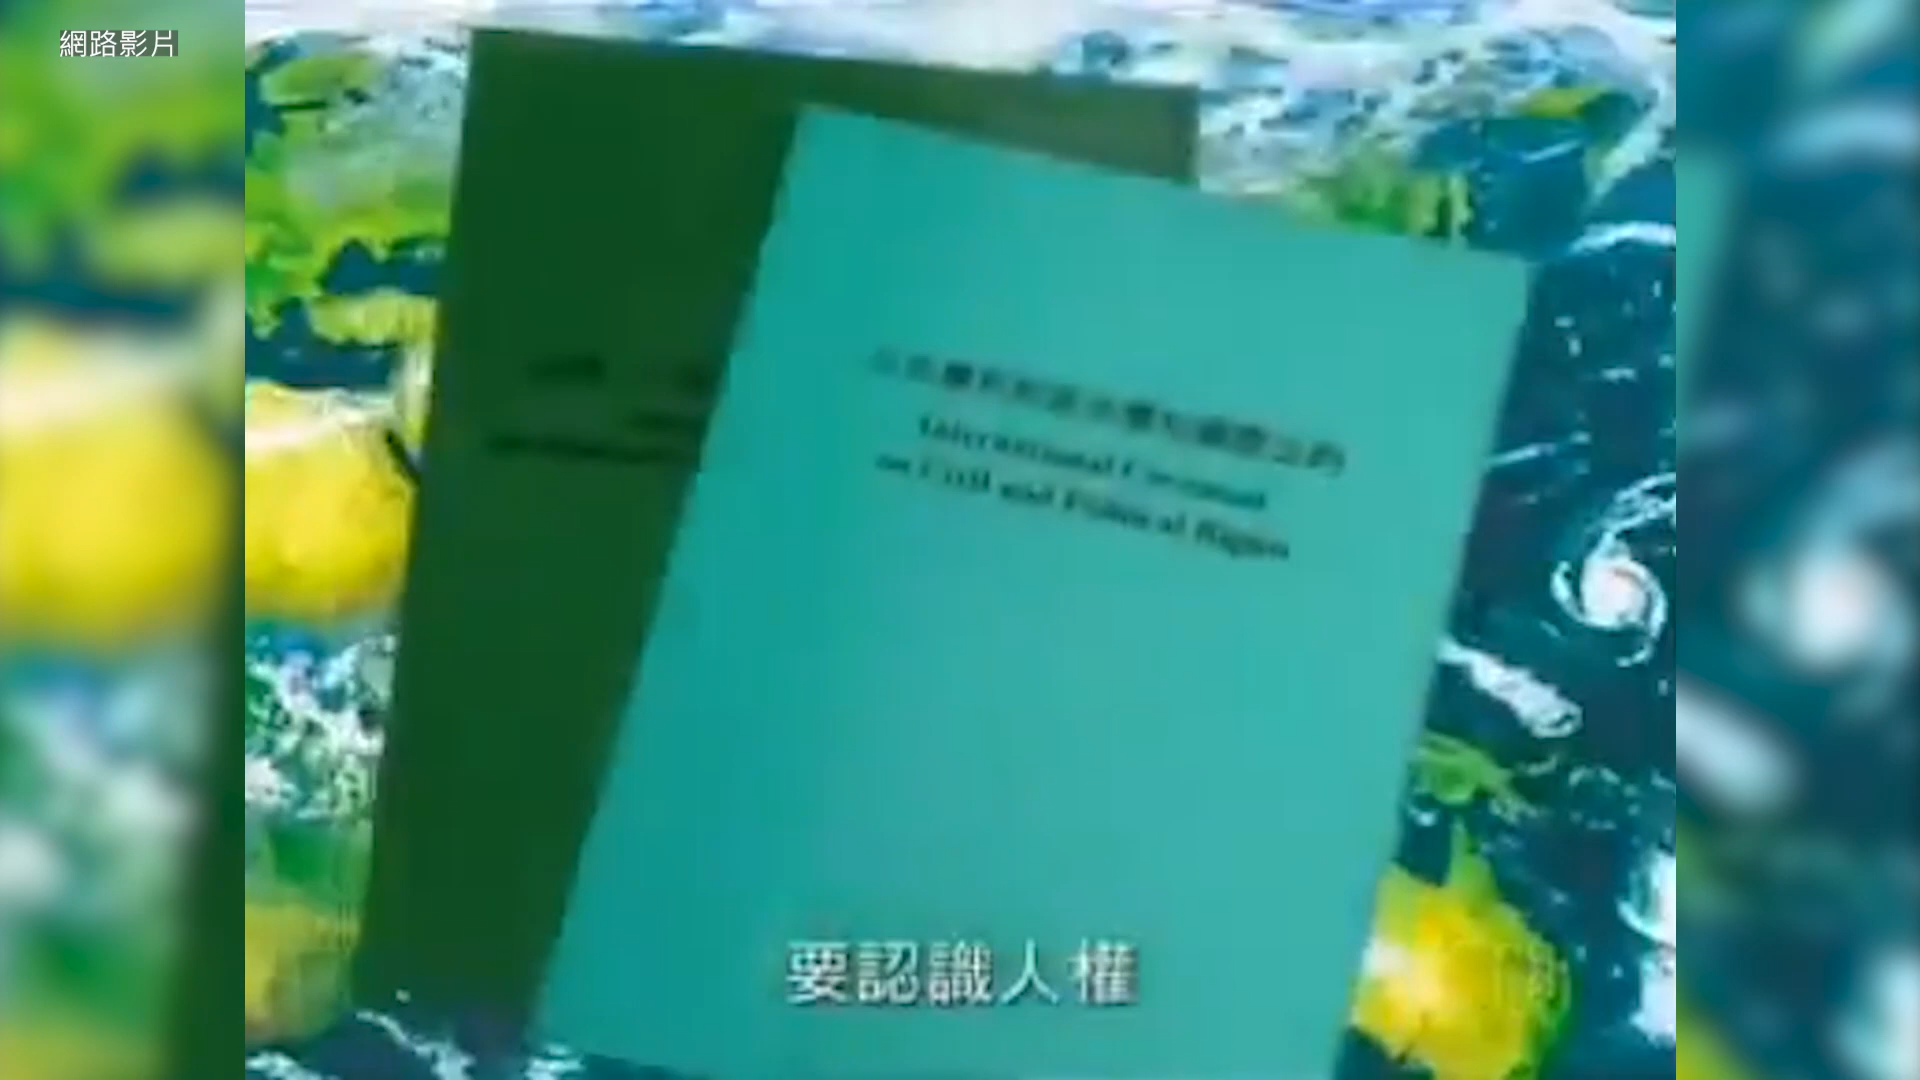 網路影片
公民權利和政治權利國際公約
International Covenant
on Civil and Political Rights
要認識人權